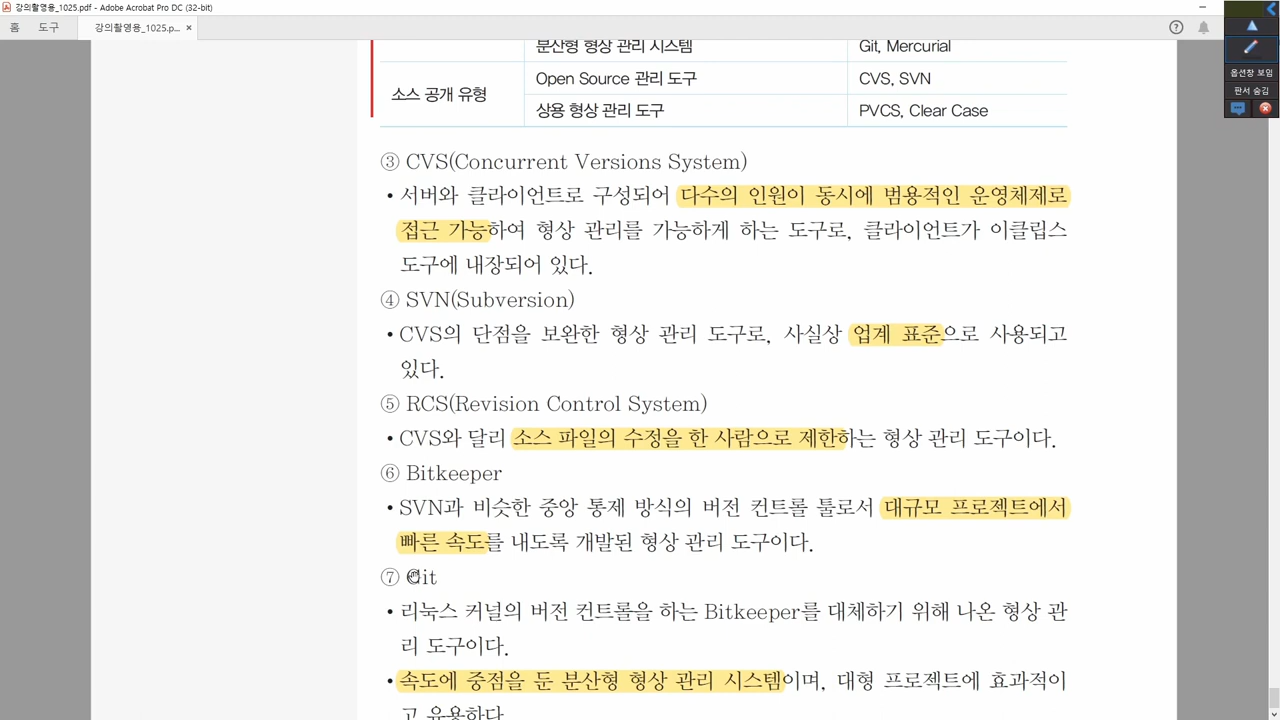 강의촬영용_1025.pdf - Adobe Acrobat Pro DC (32-bit)
홈 도구 강의촬영용_1025.p... ×
옵션창 보임
판서 숨김
분산형 형상 관리 시스템 Git, Mercurial
소스 공개 유형 Open Source 관리 도구 CVS, SVN
상용 형상 관리 도구 PVCS, Clear Case
③ CVS(Concurrent Versions System)
• 서버와 클라이언트로 구성되어 다수의 인원이 동시에 범용적인 운영체제로
접근 가능하여 형상 관리를 가능하게 하는 도구로, 클라이언트가 이클립스
도구에 내장되어 있다.
④ SVN(Subversion)
• CVS의 단점을 보완한 형상 관리 도구로, 사실상 업계 표준으로 사용되고
있다.
⑤ RCS(Revision Control System)
• CVS와 달리 소스 파일의 수정을 한 사람으로 제한하는 형상 관리 도구이다.
⑥ Bitkeeper
• SVN과 비슷한 중앙 통제 방식의 버전 컨트롤 툴로서 대규모 프로젝트에서
빠른 속도를 내도록 개발된 형상 관리 도구이다.
⑦ Git
• 리눅스 커널의 버전 컨트롤을 하는 Bitkeeper를 대체하기 위해 나온 형상 관
리 도구이다.
• 속도에 중점을 둔 분산형 형상 관리 시스템이며, 대형 프로젝트에 효과적이
고 유용하다